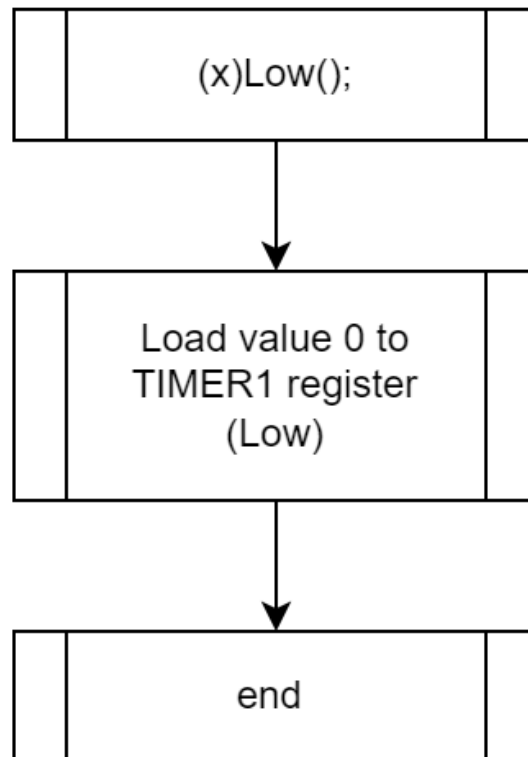 (x)Low();
Load value 0 to
TIMER1 register
(Low)
end